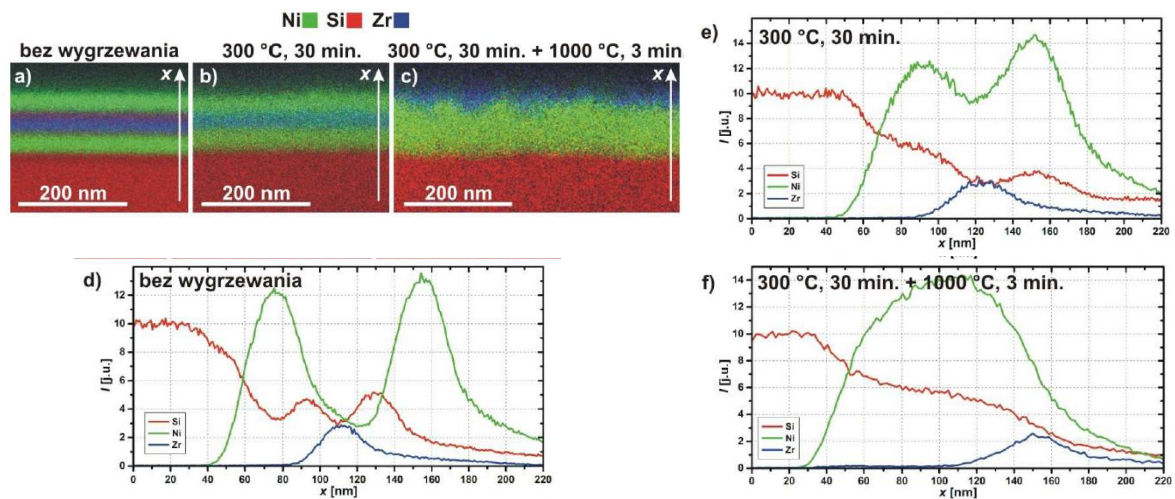 Ni Si Zr
bez wygrzewania
300 °C, 30 min.
300 °C, 30 min. + 1000 °C, 3 min.
a)
x
200 nm
b)
x
200 nm
c)
x
200 nm
d) bez wygrzewania
I [j.u.]
12
10
8
6
4
2
0
Si
Ni
Zr
0 20 40 60 80 100 120 140 160 180 200 220
x [nm]
e) 300 °C, 30 min.
I [j.u.]
14
12
10
8
6
4
2
0
Si
Ni
Zr
0 20 40 60 80 100 120 140 160 180 200 220
x [nm]
f) 300 °C, 30 min. + 1000 °C, 3 min.
I [j.u.]
14
12
10
8
6
4
2
0
Si
Ni
Zr
0 20 40 60 80 100 120 140 160 180 200 220
x [nm]